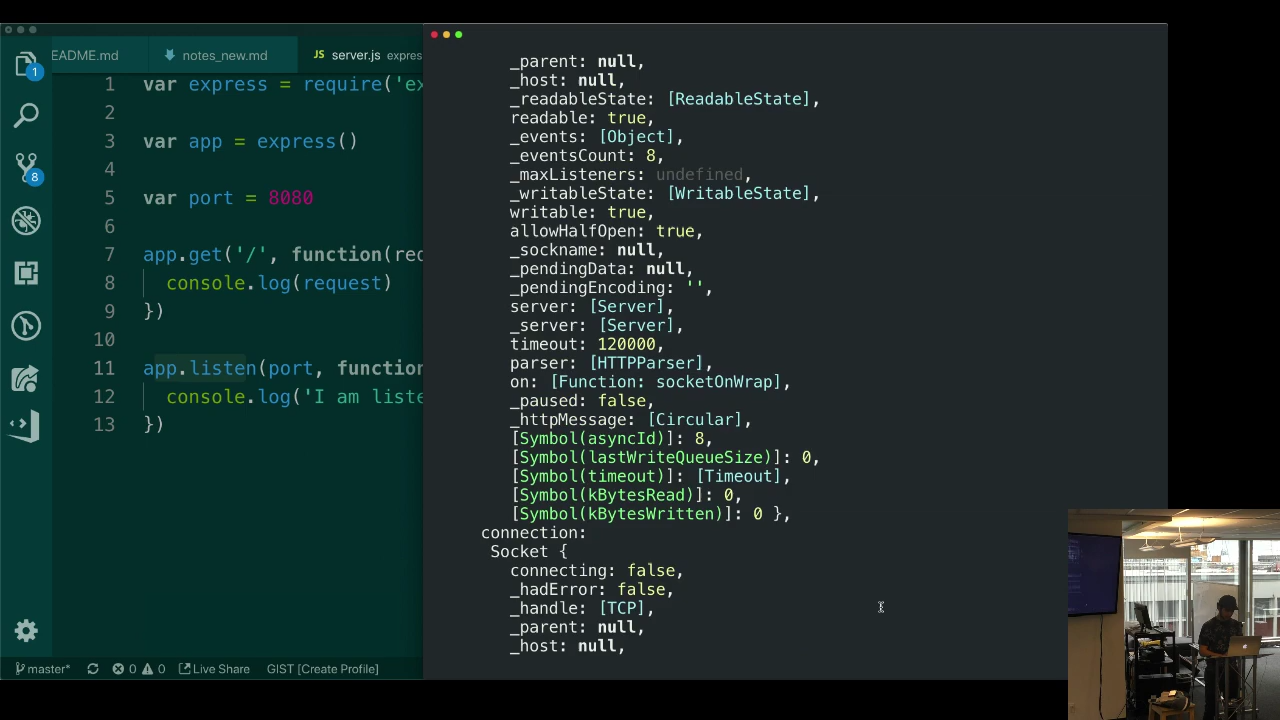 EADME.md
notes_new.md
JS server.js expres
1 var express = require('ex
2
3 var app = express()
4
5 var port = 8080
6
7 app.get('/', function(req
8 console.log(request)
9 })
10
11 app.listen(port, function
12 console.log('I am liste
13 })
1
8
master*
0
0
Live Share
GIST [Create Profile]
_parent: null,
_host: null,
_readableState: [ReadableState],
readable: true,
_events: [Object],
_eventsCount: 8,
_maxListeners: undefined,
_writableState: [WritableState],
writable: true,
allowHalfOpen: true,
_sockname: null,
_pendingData: null,
_pendingEncoding: '',
server: [Server],
_server: [Server],
timeout: 120000,
parser: [HTTPParser],
on: [Function: socketOnWrap],
_paused: false,
_httpMessage: [Circular],
[Symbol(asyncId)]: 8,
[Symbol(lastWriteQueueSize)]: 0,
[Symbol(timeout)]: [Timeout],
[Symbol(kBytesRead)]: 0,
[Symbol(kBytesWritten)]: 0 },
connection:
Socket {
connecting: false,
_hadError: false,
_handle: [TCP],
_parent: null,
_host: null,